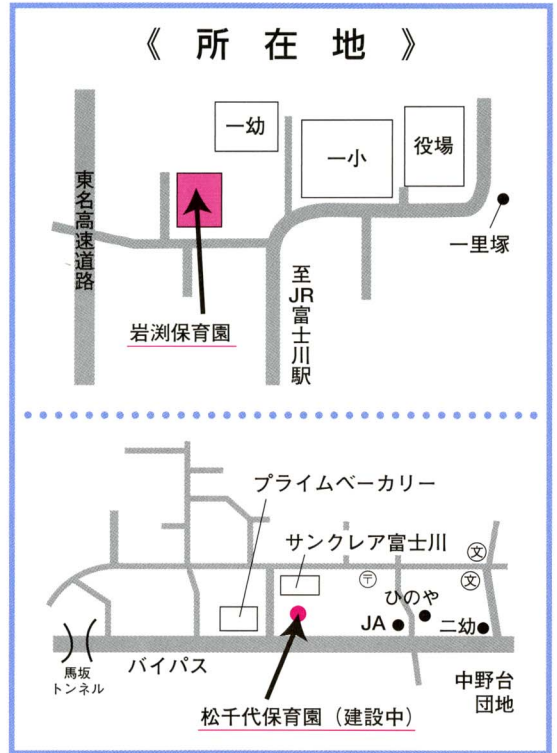 《 所 在 地 》
一幼
一小
役場
東名高速道路
一里塚
至JR富士川駅
岩渕保育園
プライムベーカリー
サンクレア富士川
文
〒
文
ひのや
JA
二幼
馬坂
トンネル
バイパス
中野台
団地
松千代保育園（建設中）